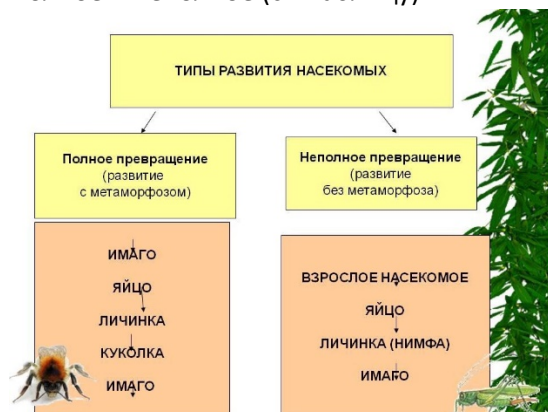 ТИПЫ РАЗВИТИЯ НАСЕКОМЫХ
Полное превращение
(развитие
с метаморфозом)
Неполное превращение
(развитие
без метаморфоза)
ИМАГО
ЯЙЦО
ЛИЧИНКА
КУКОЛКА
ИМАГО
ВЗРОСЛОЕ НАСЕКОМОЕ
ЯЙЦО
ЛИЧИНКА (НИМФА)
ИМАГО